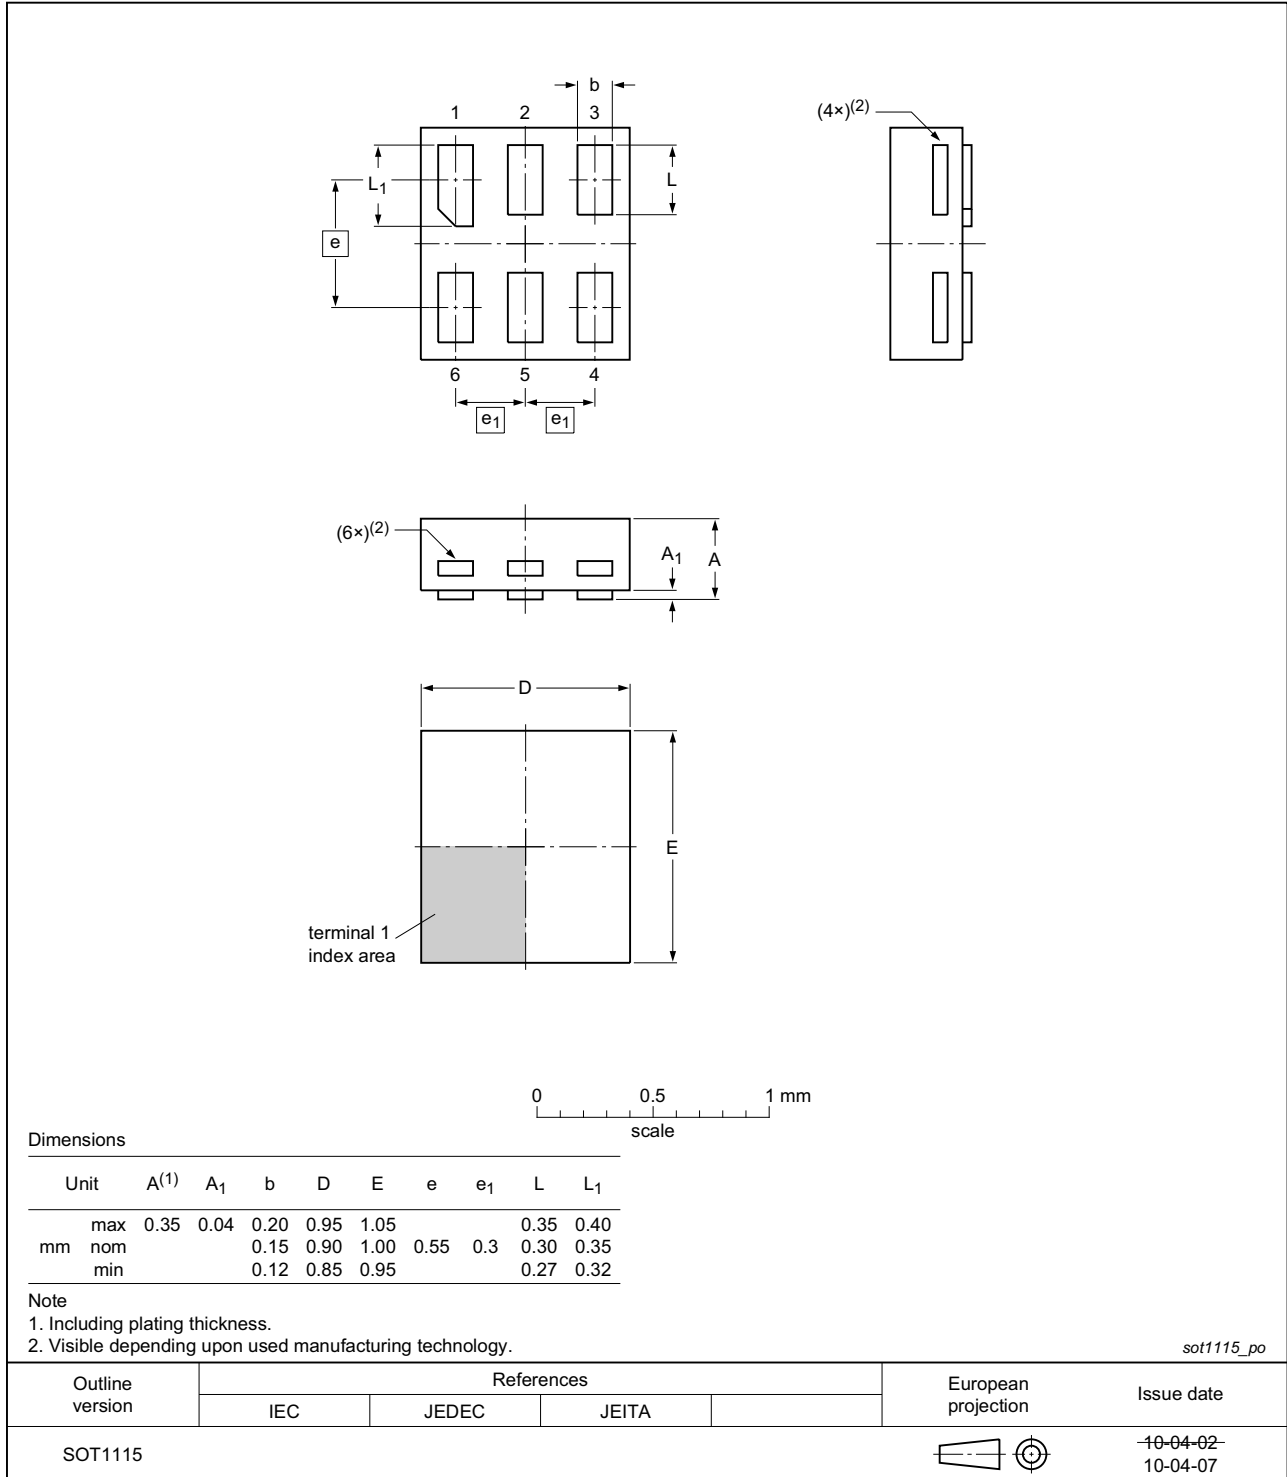 b
1 2 3
(4×)(2)
L1
L
e
6 5 4
e1 e1
(6×)(2)
A1
A
D
E
terminal 1
index area
0 0.5 1 mm
scale
Dimensions
Unit A(1) A1 b D E e e1 L L1
max 0.35 0.04 0.20 0.95 1.05 0.35 0.40
mm nom 0.15 0.90 1.00 0.55 0.3 0.30 0.35
min 0.12 0.85 0.95 0.27 0.32
Note
1. Including plating thickness.
2. Visible depending upon used manufacturing technology.
sot1115_po
Outline version
References
IEC JEDEC JEITA
European projection
Issue date
SOT1115
10-04-02
10-04-07